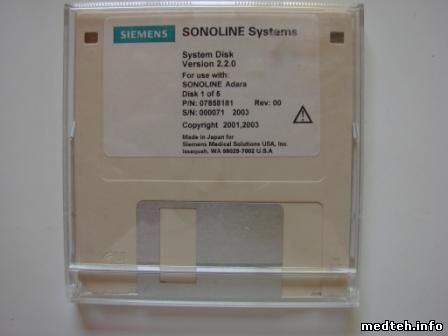 SIEMENS SONOLINE Systems
System Disk
Version 2.2.0
For use with:
SONOLINE Adara
Disk 1 of 5
P/N: 07858181 Rev: 00
S/N: 000071 2003
Copyright 2001,2003
Made in Japan for
Siemens Medical Solutions USA, Inc.
Issaquah, WA 98029-7002 U.S.A
medteh.info